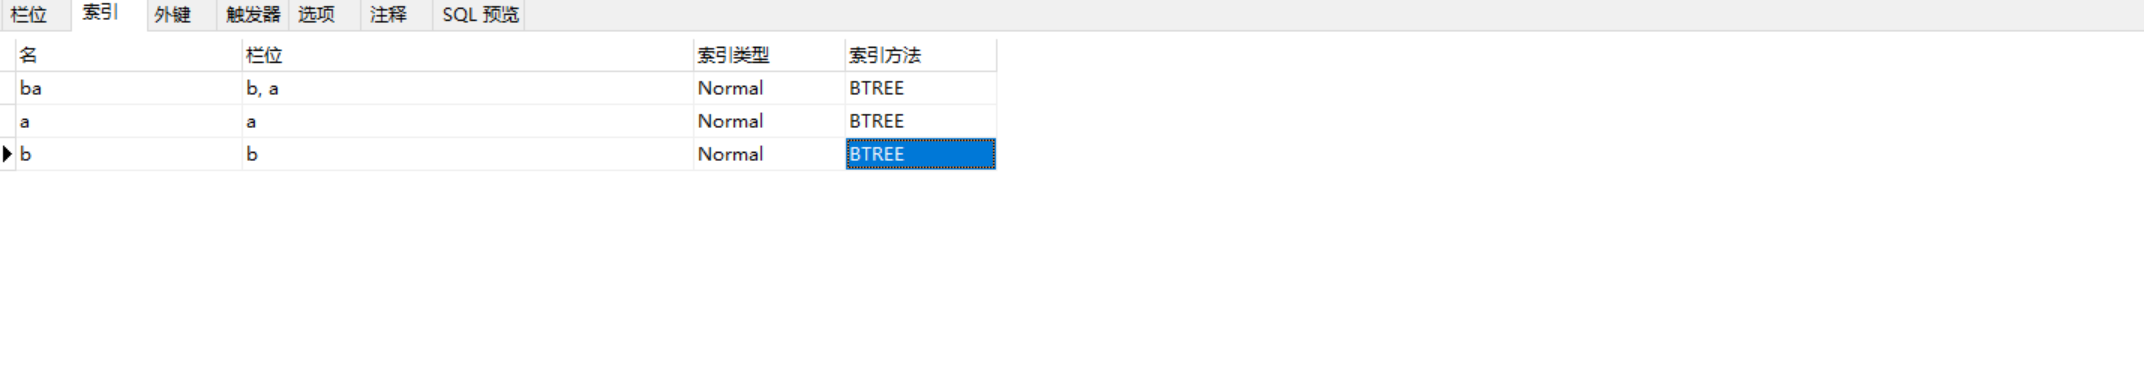 栏位 索引 外键 触发器 选项 注释 SQL 预览
名 栏位 索引类型 索引方法
ba b, a Normal BTREE
a a Normal BTREE
b b Normal BTREE